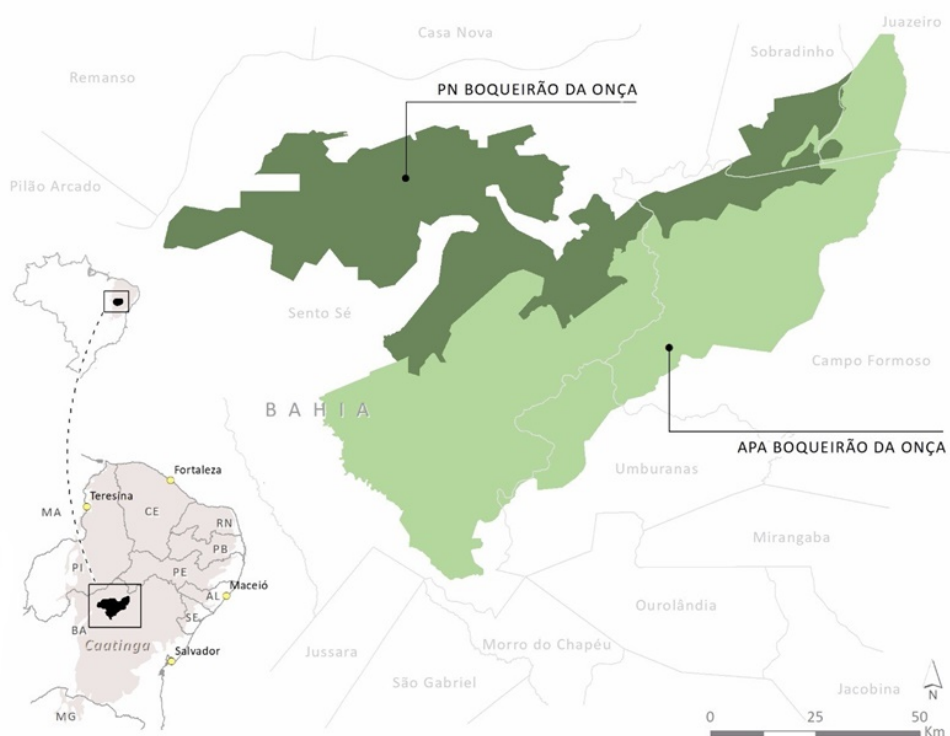 Juazeiro
Casa Nova
Sobradinho
Remanso
PN BOQUEIRÃO DA ONÇA
Pilão Arcado
Sento Sé
Campo Formoso
BAHIA
APA BOQUEIRÃO DA ONÇA
Umburanas
Fortaleza
Teresina
MA
CE
RN
Mirangaba
PB
PI
PE
Maceió
AL
Ourolândia
SE
BA
Caatinga
Morro do Chapéu
Salvador
Jussara
São Gabriel
Jacobina
N
MG
0 25 50
Km